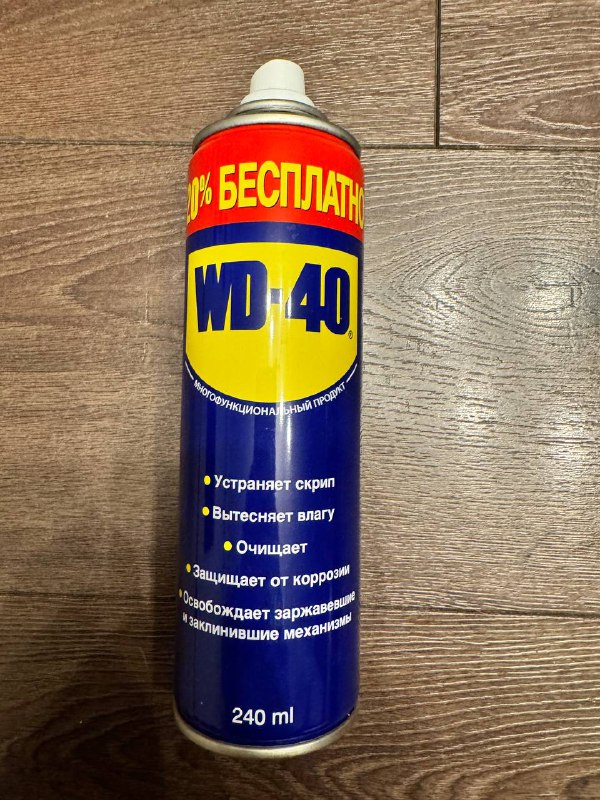 БЕСПЛАТНО
WD-40®
МНОГОФУНКЦИОНАЛЬНЫЙ ПРОДУКТ
• Устраняет скрип
• Вытесняет влагу
• Очищает
• Защищает от коррозии
• Освобождает заржавевшие
и заклинившие механизмы
240 ml